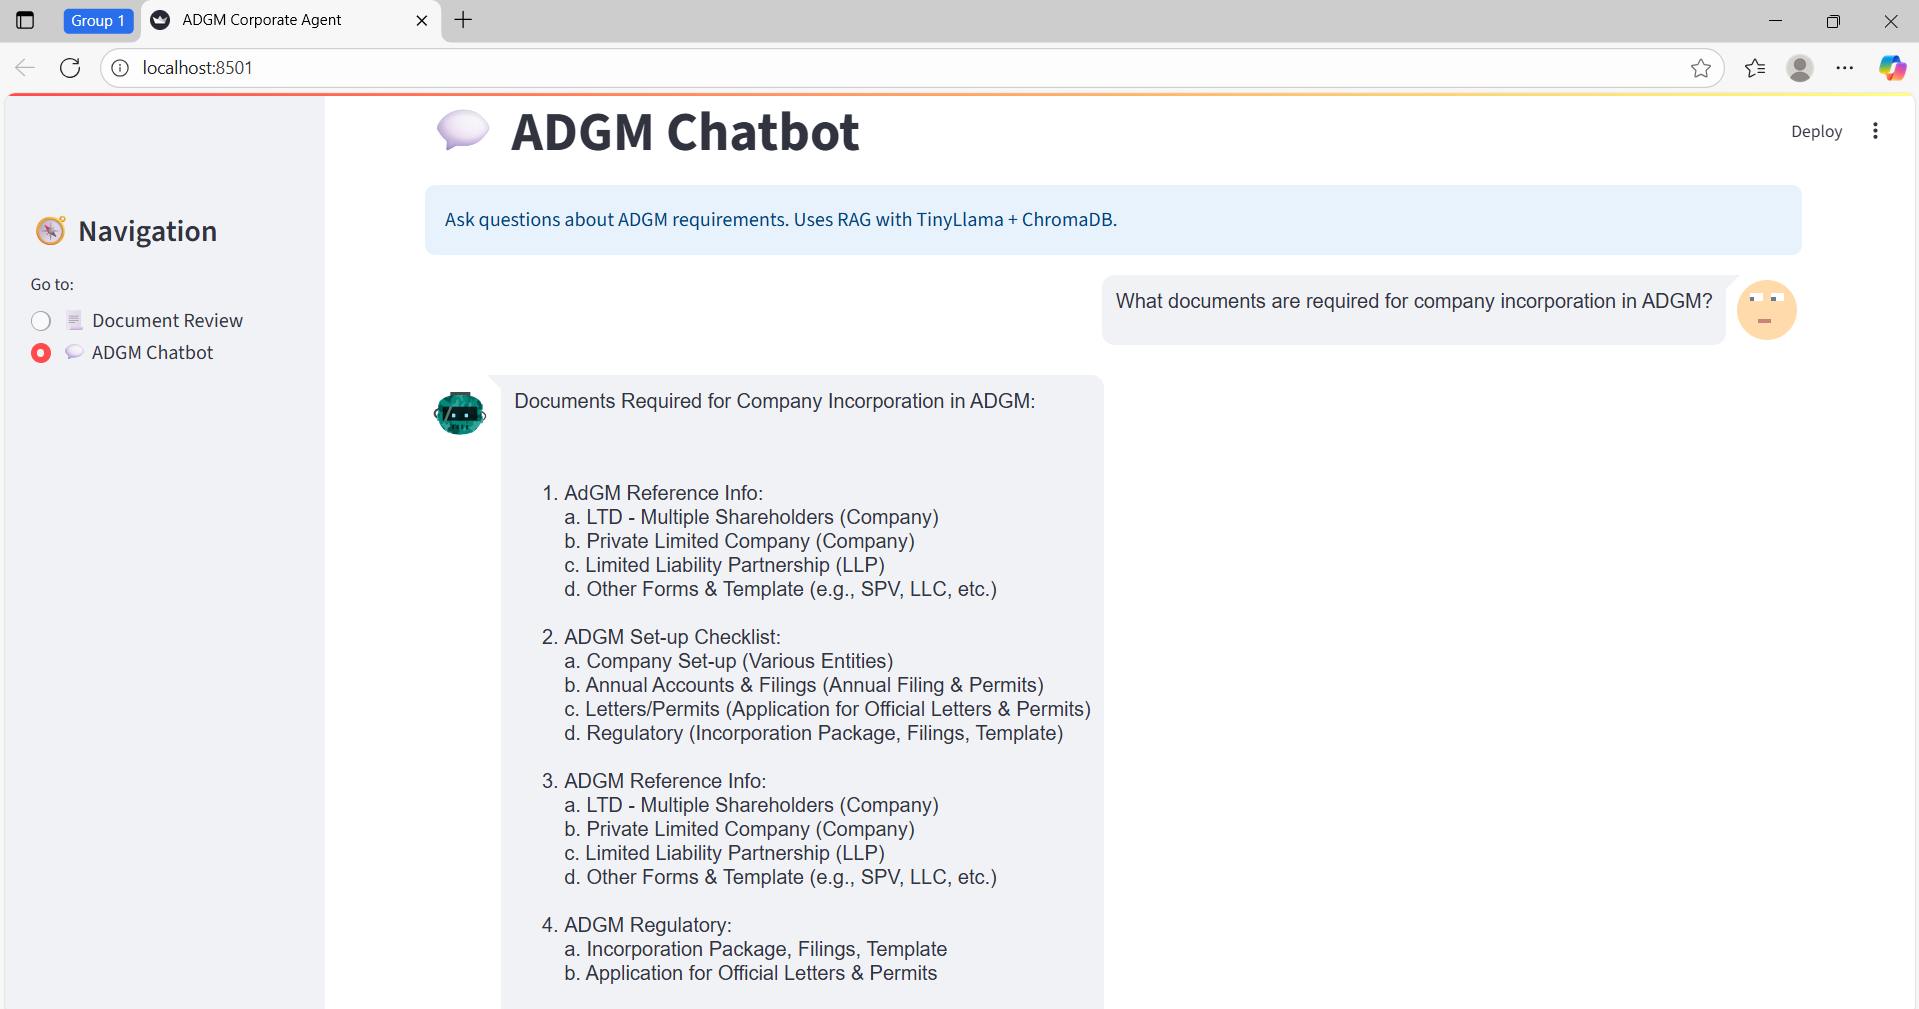 Group 1
ADGM Corporate Agent
localhost:8501
Deploy
Navigation
Go to:
Document Review
ADGM Chatbot
ADGM Chatbot
Ask questions about ADGM requirements. Uses RAG with TinyLlama + ChromaDB.
What documents are required for company incorporation in ADGM?
Documents Required for Company Incorporation in ADGM:
1. AdGM Reference Info:
a. LTD - Multiple Shareholders (Company)
b. Private Limited Company (Company)
c. Limited Liability Partnership (LLP)
d. Other Forms & Template (e.g., SPV, LLC, etc.)
2. ADGM Set-up Checklist:
a. Company Set-up (Various Entities)
b. Annual Accounts & Filings (Annual Filing & Permits)
c. Letters/Permits (Application for Official Letters & Permits)
d. Regulatory (Incorporation Package, Filings, Template)
3. ADGM Reference Info:
a. LTD - Multiple Shareholders (Company)
b. Private Limited Company (Company)
c. Limited Liability Partnership (LLP)
d. Other Forms & Template (e.g., SPV, LLC, etc.)
4. ADGM Regulatory:
a. Incorporation Package, Filings, Template
b. Application for Official Letters & Permits